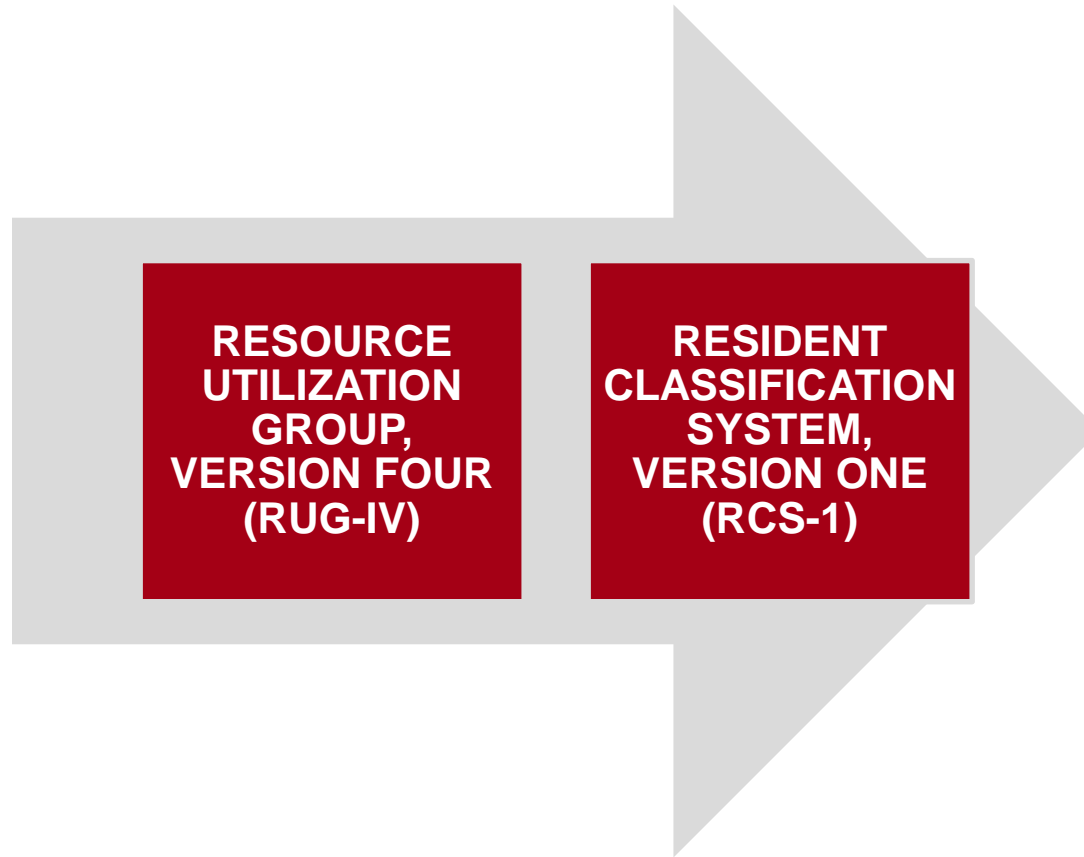 RESOURCE
UTILIZATION
GROUP,
VERSION FOUR
(RUG-IV)
RESIDENT
CLASSIFICATION
SYSTEM,
VERSION ONE
(RCS-1)